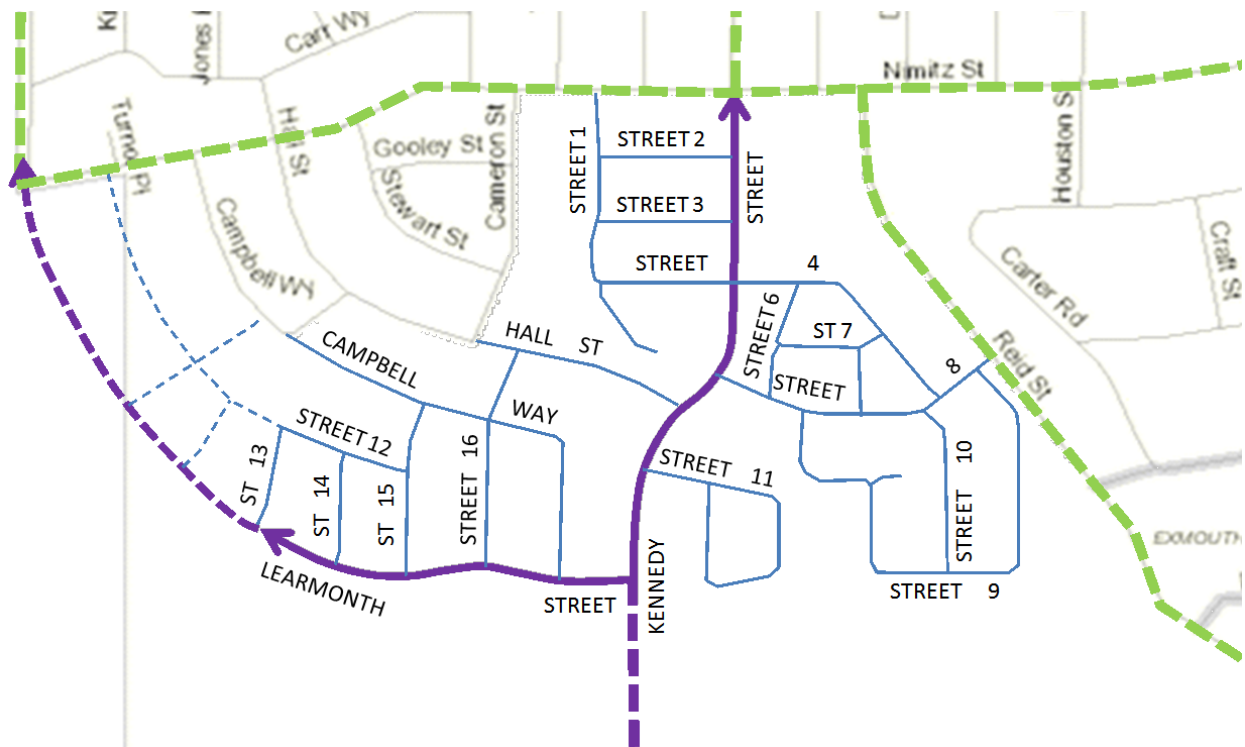 Jones
Carr Wy
Nimitz St
Turno Pl
Hall St
Gooley St
Stewart St
Cameron St
Campbell Wy
Houston S
Carter Rd
Craft St
Reid St
EXMOUTH
STREET 1
STREET 2
STREET 3
STREET
STREET 4
STREET 6
ST 7
STREET 8
HALL ST
CAMPBELL WAY
STREET 12
ST 13
ST 14
ST 15
STREET 16
STREET 11
STREET 10
STREET 9
LEARMONTH STREET
KENNEDY